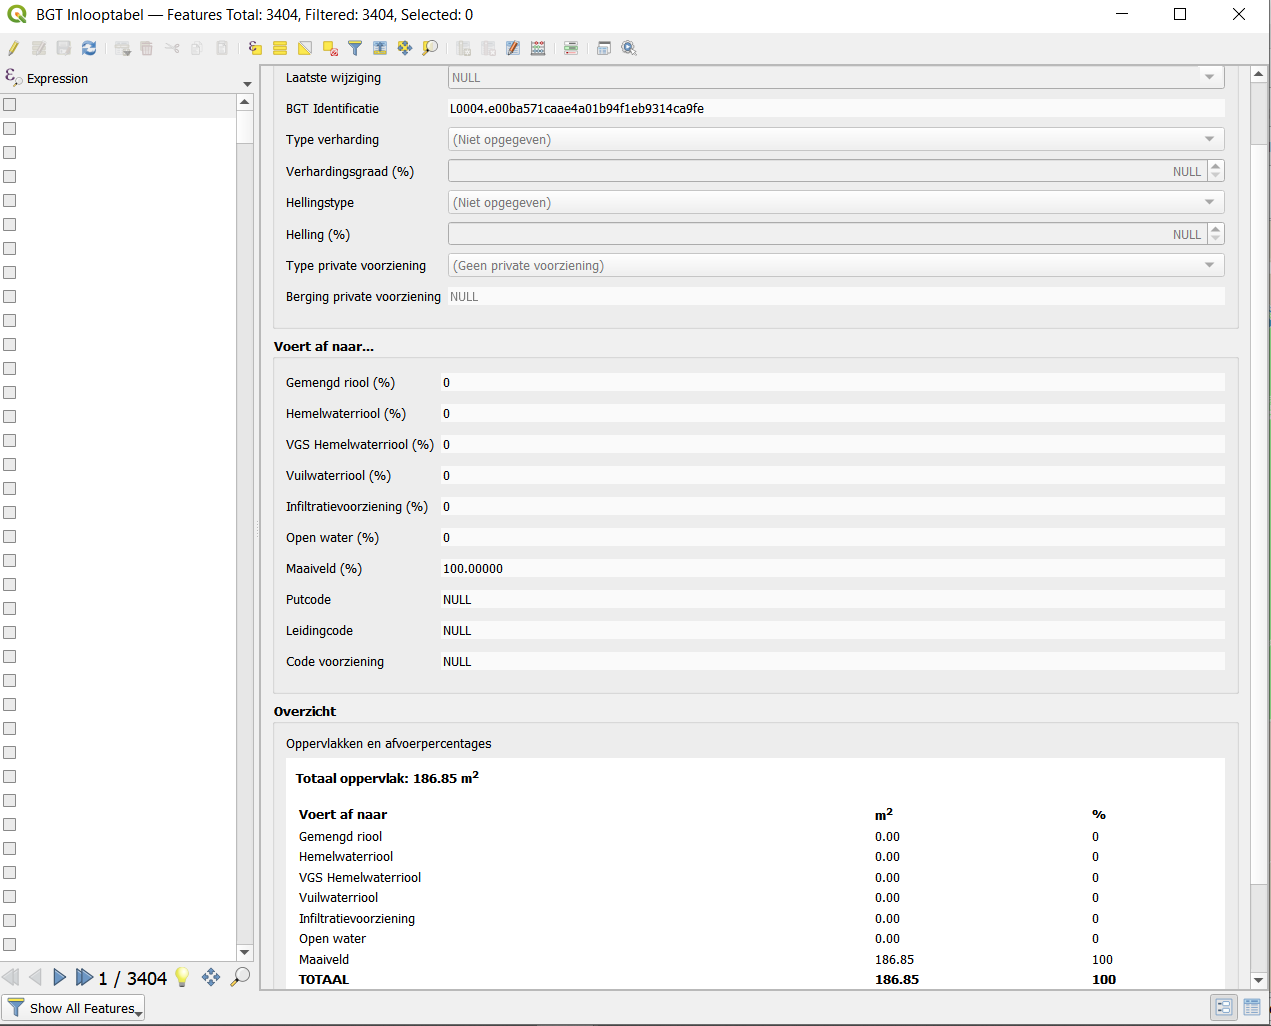 BGT Inlooptabel — Features Total: 3404, Filtered: 3404, Selected: 0
Expression
Laatste wijziging NULL
BGT Identificatie L0004.e00ba571caae4a01b94f1eb9314ca9fe
Type verharding (Niet opgegeven)
Verhardingsgraad (%) NULL
Hellingstype (Niet opgegeven)
Helling (%) NULL
Type private voorziening (Geen private voorziening)
Berging private voorziening NULL
Voert af naar...
Gemengd riool (%) 0
Hemelwaterriool (%) 0
VGS Hemelwaterriool (%) 0
Vuilwaterriool (%) 0
Infiltratievoorziening (%) 0
Open water (%) 0
Maaiveld (%) 100.00000
Putcode NULL
Leidingcode NULL
Code voorziening NULL
Overzicht
Oppervlakken en afvoerpercentages
Totaal oppervlak: 186.85 m²
Voert af naar m² %
Gemengd riool 0.00 0
Hemelwaterriool 0.00 0
VGS Hemelwaterriool 0.00 0
Vuilwaterriool 0.00 0
Infiltratievoorziening 0.00 0
Open water 0.00 0
Maaiveld 186.85 100
TOTAAL 186.85 100
1 / 3404
Show All Features